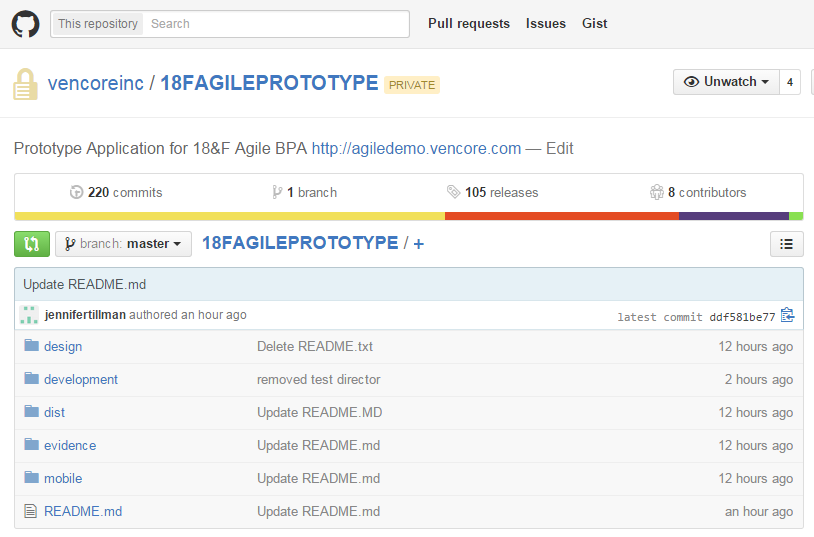 This repository Search Pull requests Issues Gist
vencoreinc / 18FAGILEPROTOTYPE PRIVATE Unwatch 4
Prototype Application for 18&F Agile BPA http://agiledemo.vencore.com — Edit
220 commits 1 branch 105 releases 8 contributors
branch: master 18FAGILEPROTOTYPE / +
Update README.md
jennifertillman authored an hour ago latest commit ddf581be77
design Delete README.txt 12 hours ago
development removed test director 2 hours ago
dist Update README.MD 12 hours ago
evidence Update README.md 12 hours ago
mobile Update README.md 12 hours ago
README.md Update README.md an hour ago